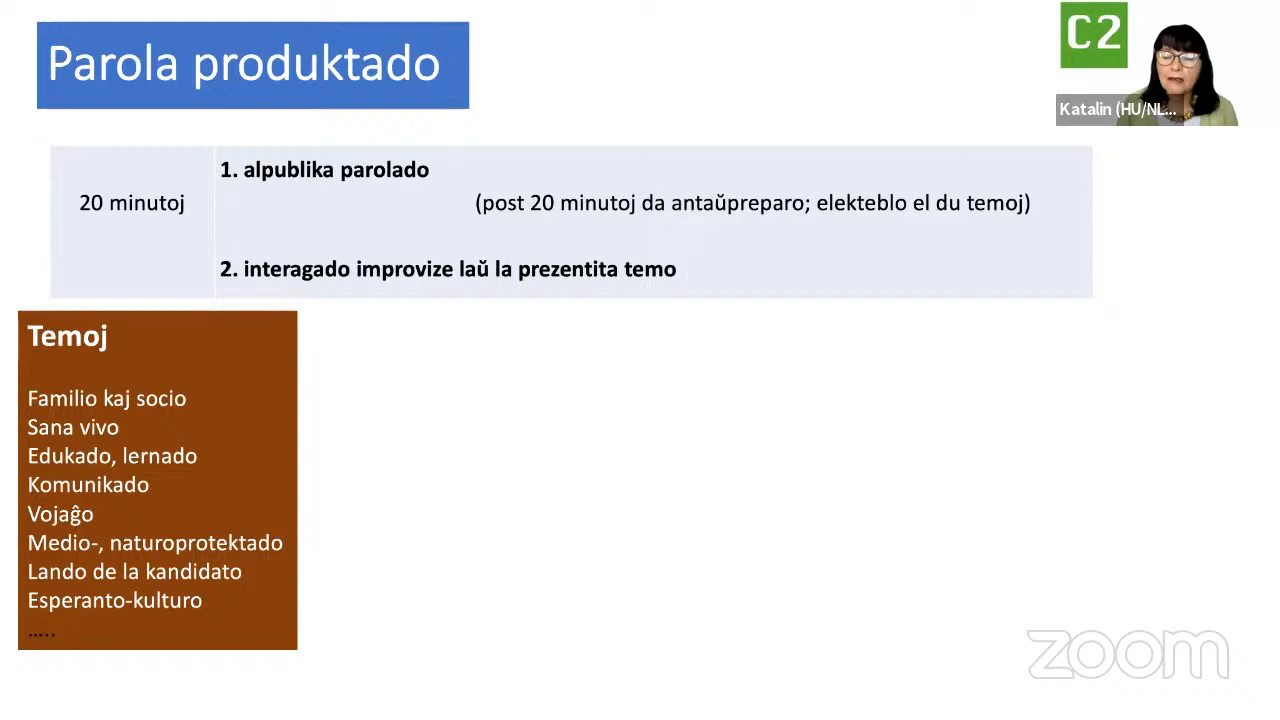 Parola produktado
C2
Katalin (HU/NL...
20 minutoj
1. alpublika parolado
(post 20 minutoj da antaŭpreparo; elekteblo el du temoj)
2. interagado improvize laŭ la prezentita temo
Temoj
Familio kaj socio
Sana vivo
Edukado, lernado
Komunikado
Vojaĝo
Medio-, naturoprotektado
Lando de la kandidato
Esperanto-kulturo
.....
zoom